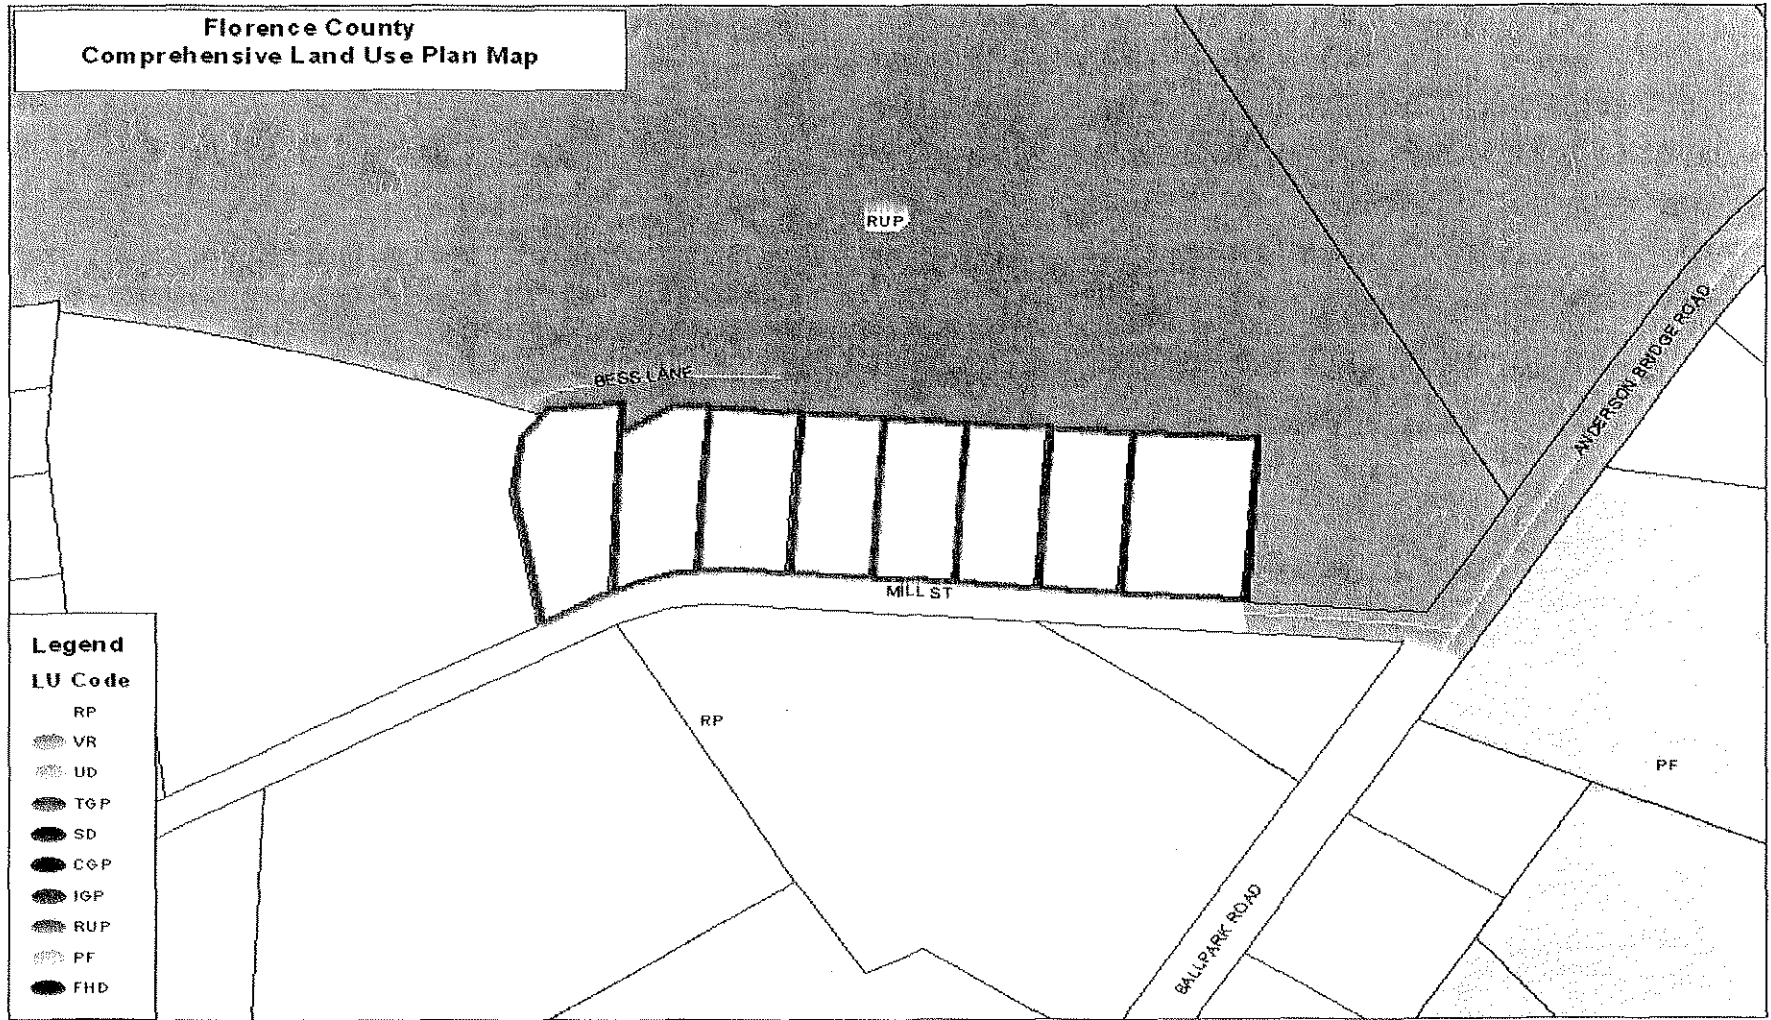 Florence County
Comprehensive Land Use Plan Map
RUP
BESS LANE
ANDERSON BRIDGE ROAD
MILL ST
RP
PF
BALLPARK ROAD
Legend
LU Code
RP
VR
UD
TGP
SD
CGP
IGP
RUP
PF
FHD